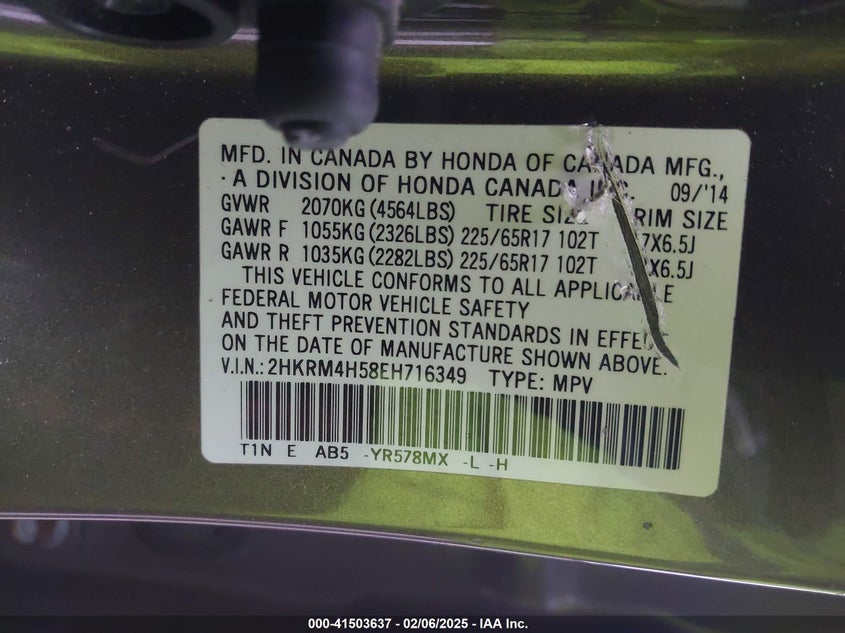 MFD. IN CANADA BY HONDA OF CANADA MFG.,
A DIVISION OF HONDA CANADA INC. 09/'14
GVWR 2070KG (4564LBS) TIRE SIZE RIM SIZE
GAWR F 1055KG (2326LBS) 225/65R17 102T 7X6.5J
GAWR R 1035KG (2282LBS) 225/65R17 102T X6.5J
THIS VEHICLE CONFORMS TO ALL APPLICABLE
FEDERAL MOTOR VEHICLE SAFETY
AND THEFT PREVENTION STANDARDS IN EFFECT
ON THE DATE OF MANUFACTURE SHOWN ABOVE.
V.I.N.: 2HKRM4H58EH716349 TYPE: MPV
T1N E AB5 -YR578MX -L -H
000-41503637 - 02/06/2025 - IAA Inc.